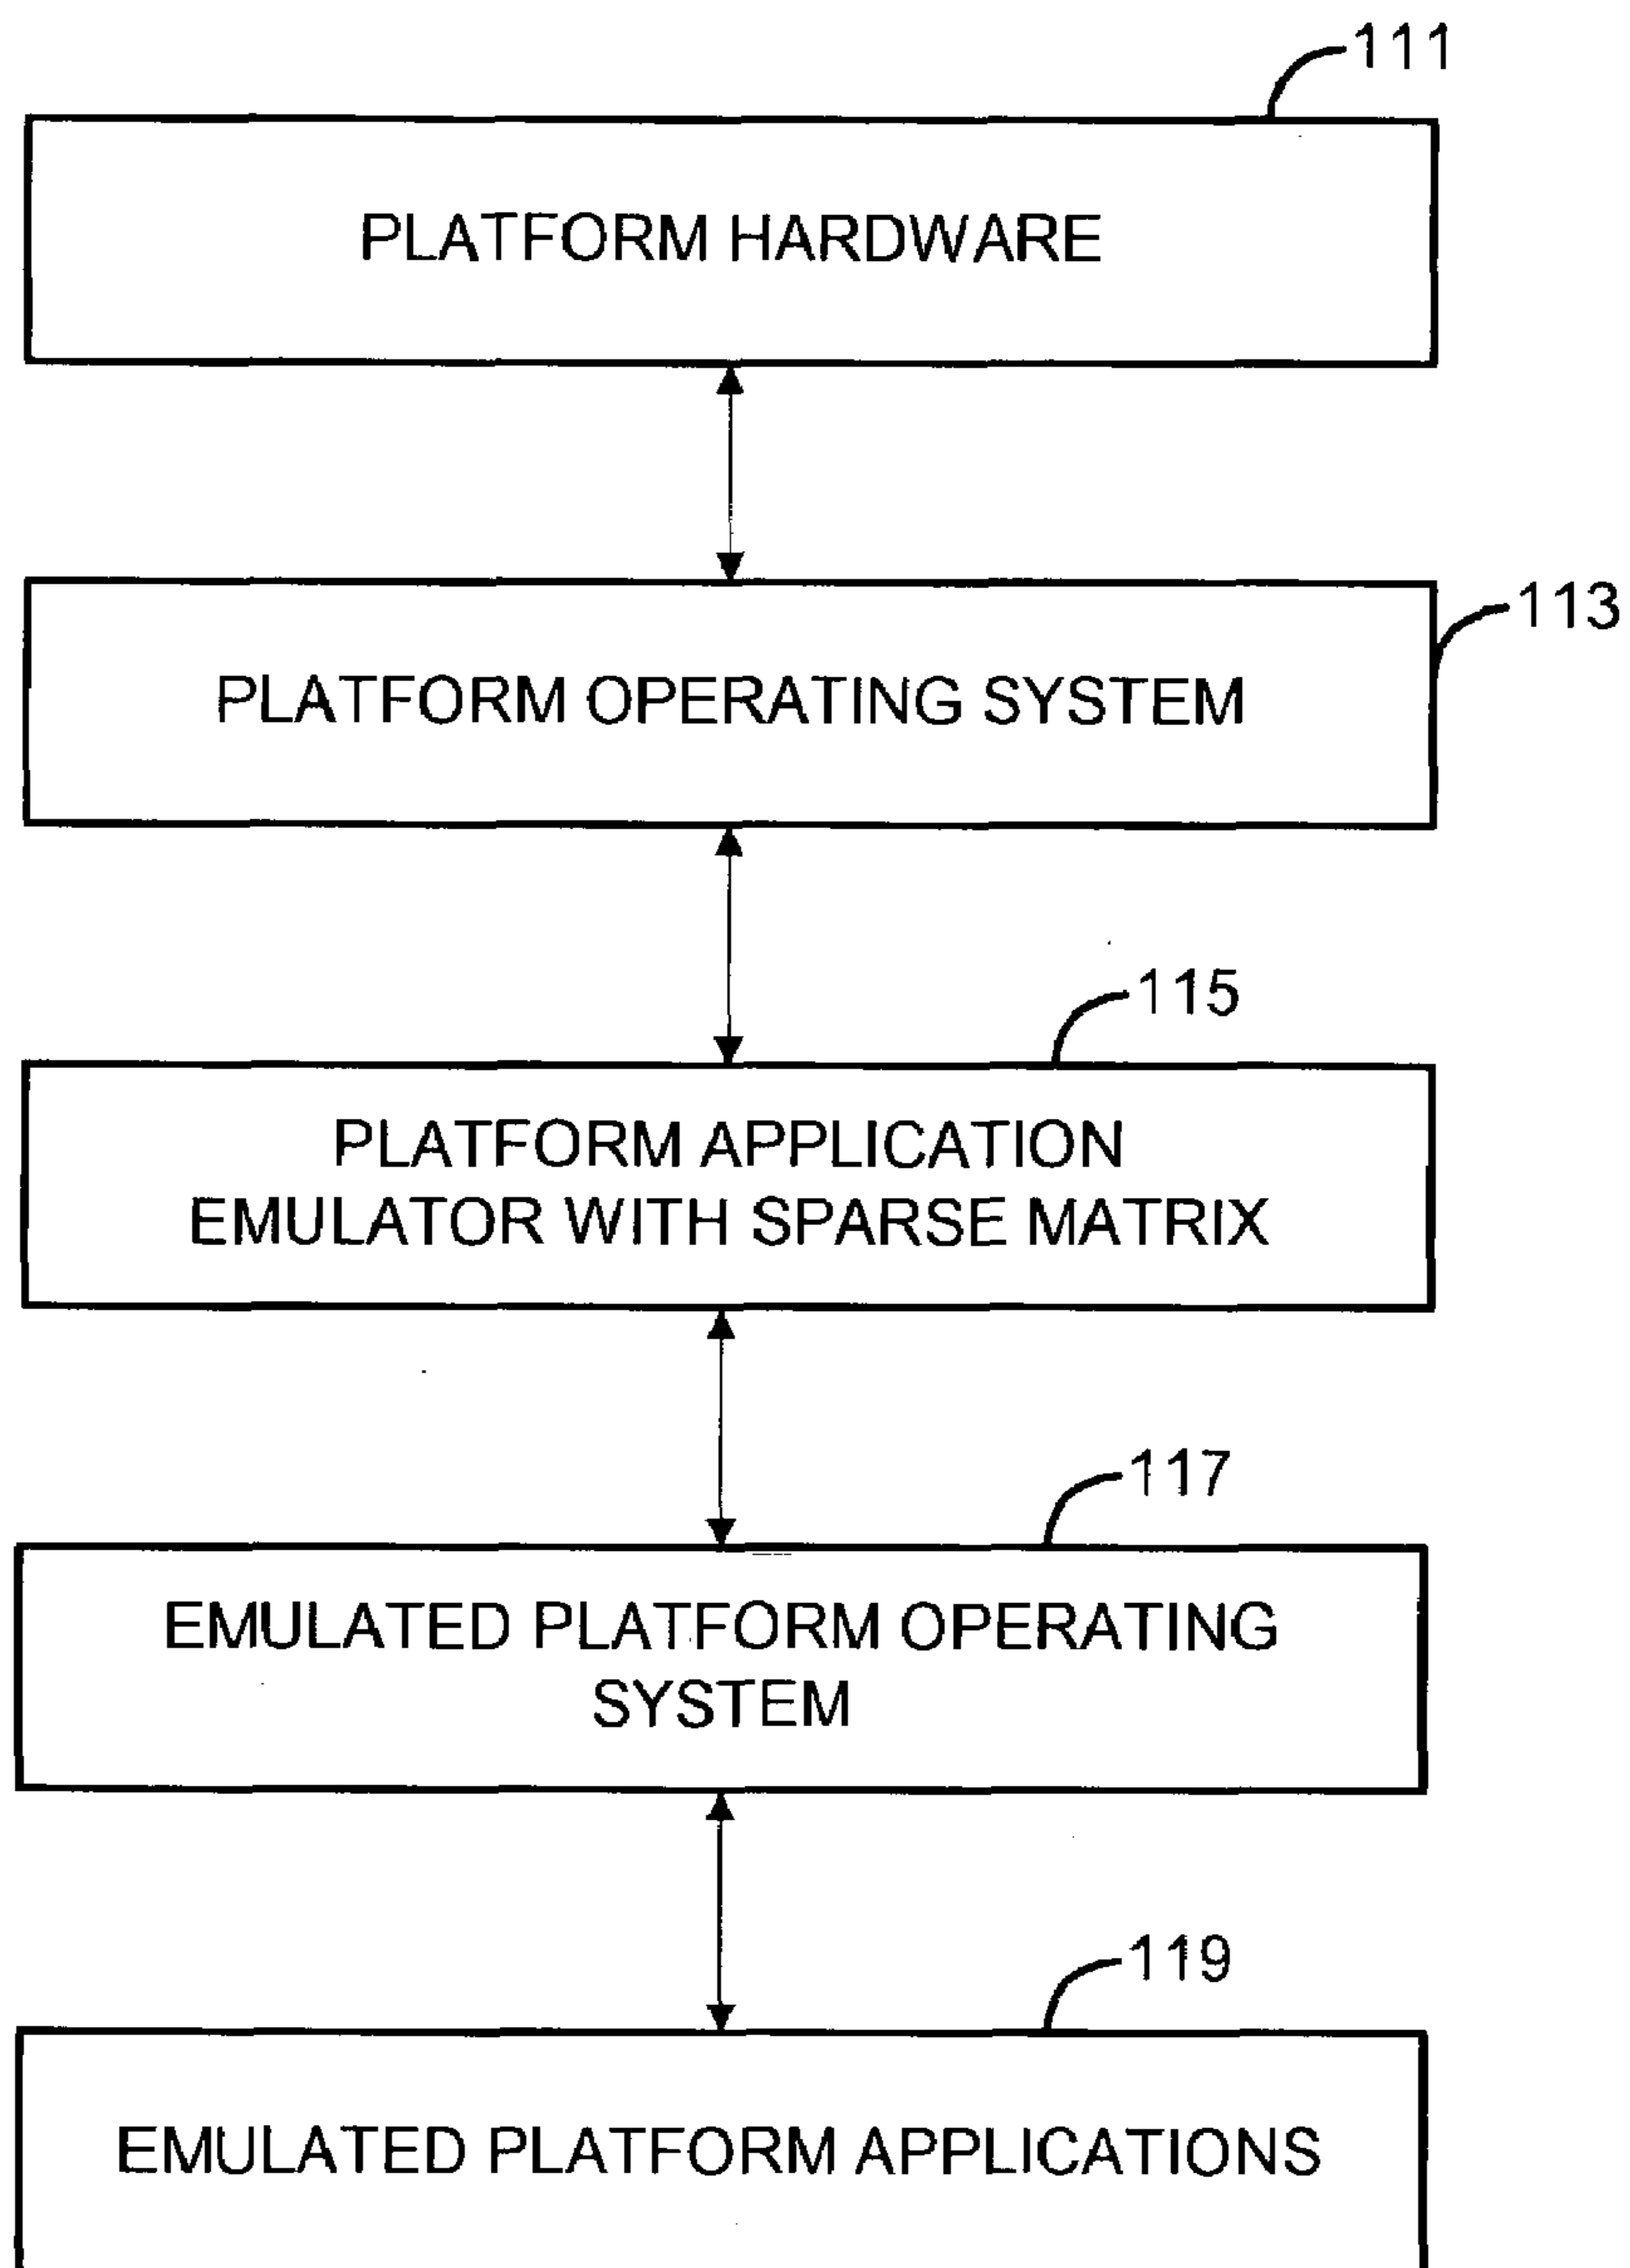 111
PLATFORM HARDWARE
113
PLATFORM OPERATING SYSTEM
115
PLATFORM APPLICATION
EMULATOR WITH SPARSE MATRIX
117
EMULATED PLATFORM OPERATING
SYSTEM
119
EMULATED PLATFORM APPLICATIONS